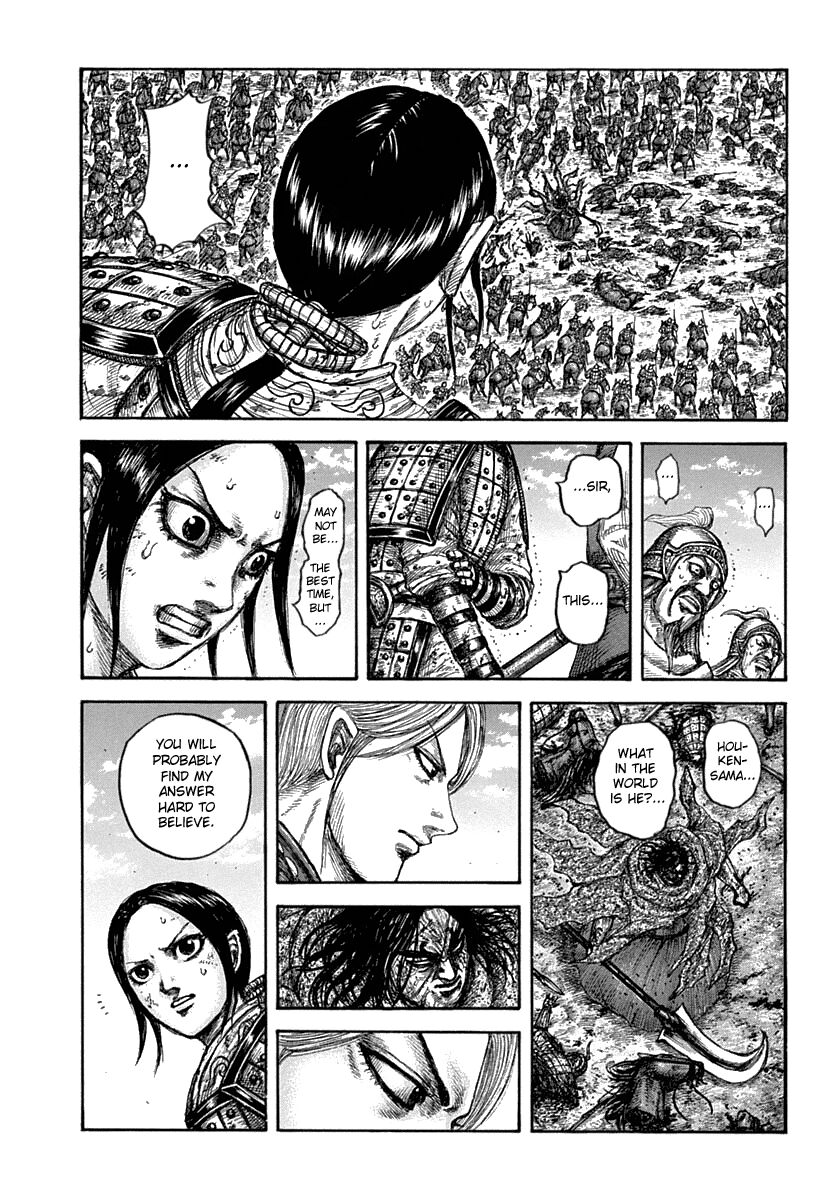 ...
...
...
...SIR,
THIS...
MAY
NOT
BE...
THE
BEST
TIME,
BUT
...
HOU-
KEN-
SAMA...
WHAT
IN THE
WORLD
IS HE?...
YOU WILL
PROBABLY
FIND MY
ANSWER
HARD TO
BELIEVE.